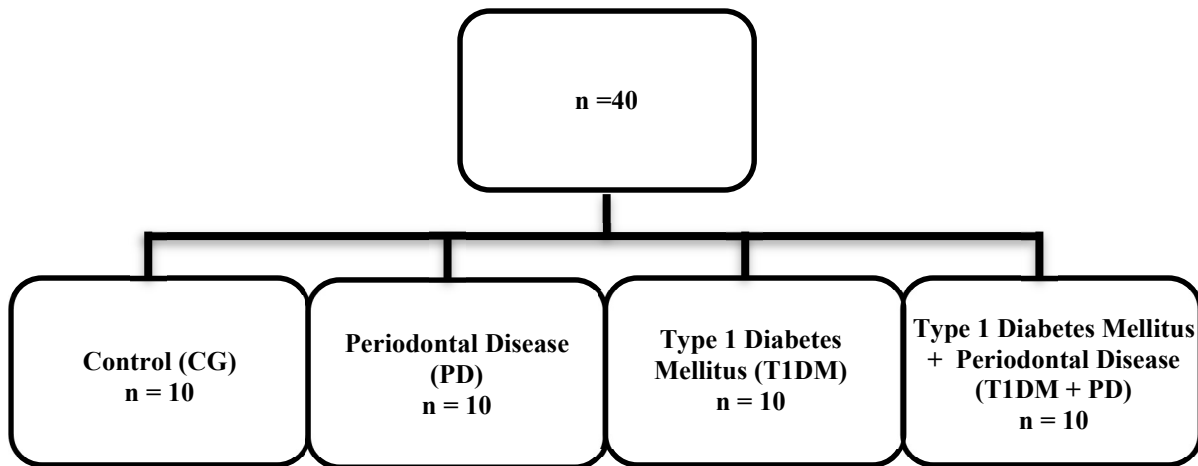 n =40
Control (CG)
n = 10
Periodontal Disease
(PD)
n = 10
Type 1 Diabetes
Mellitus (T1DM)
n = 10
Type 1 Diabetes Mellitus
+ Periodontal Disease
(T1DM + PD)
n = 10